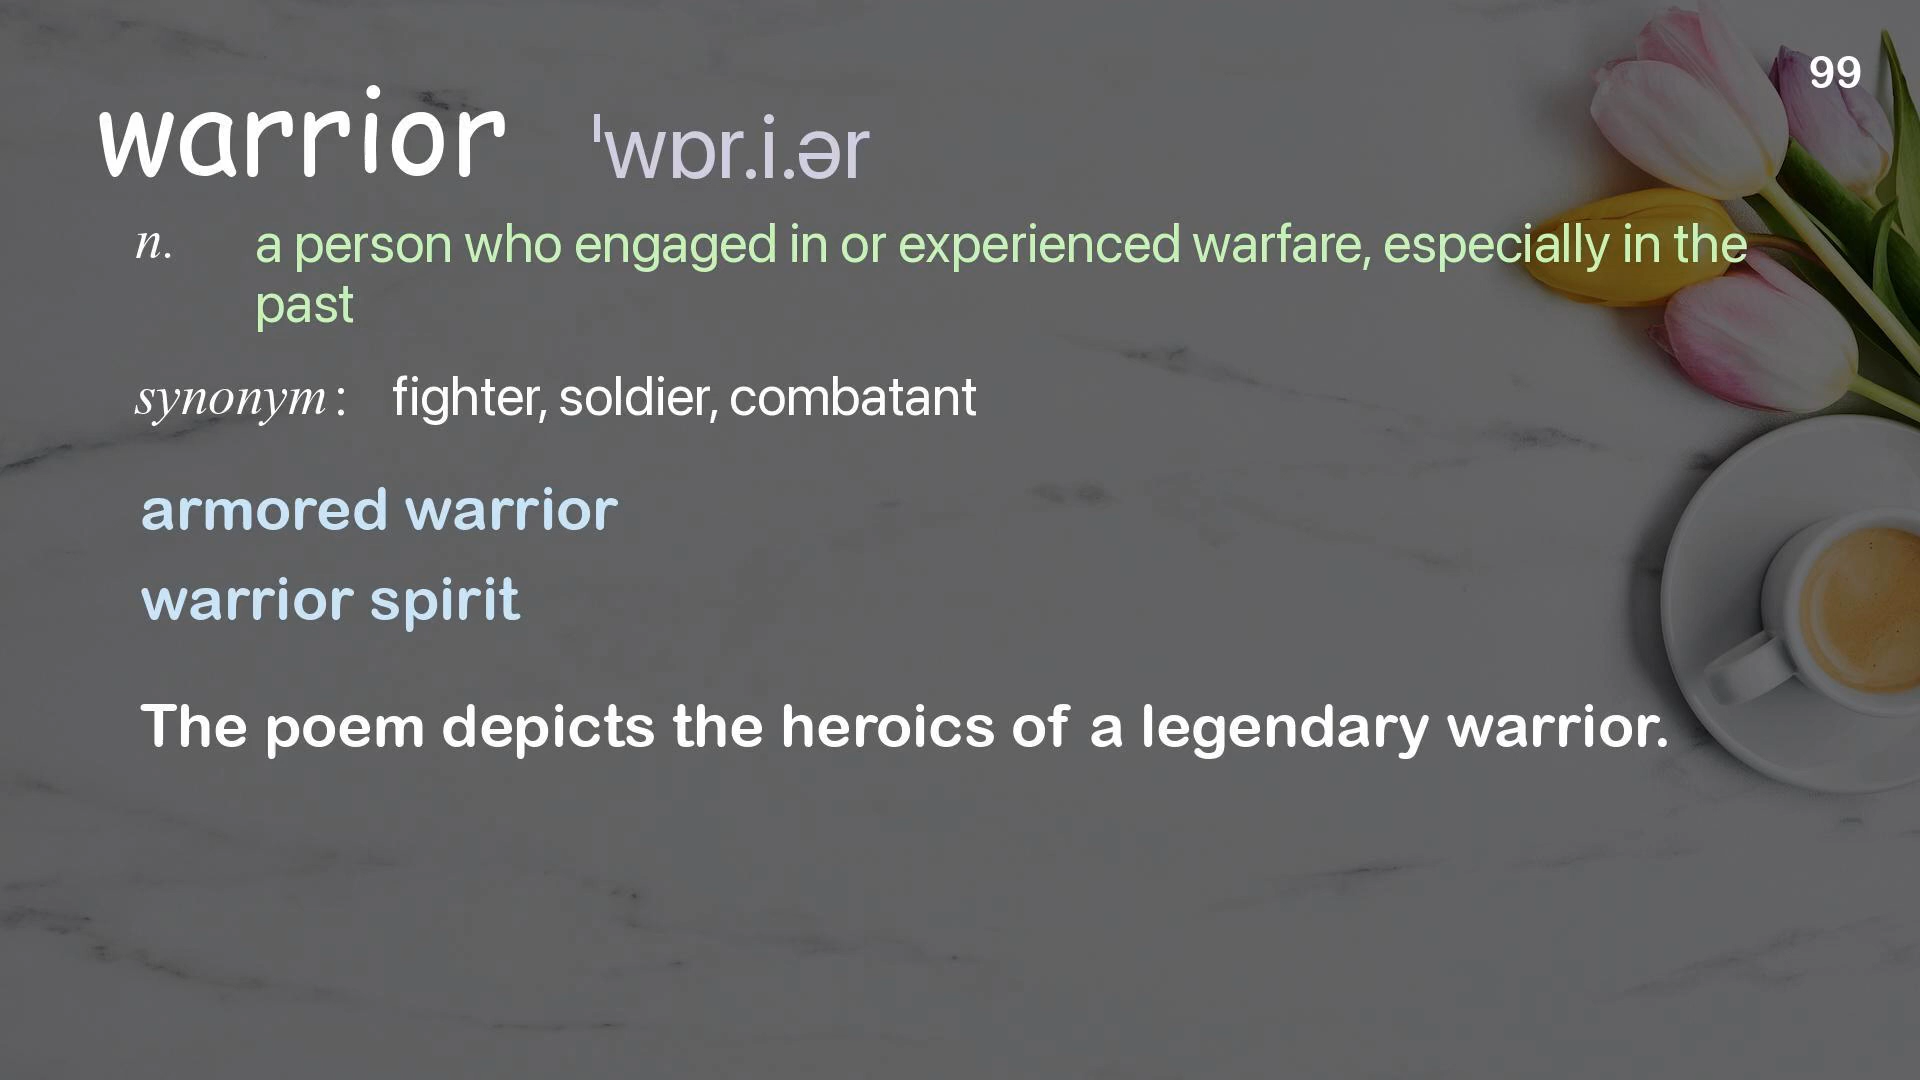 99
warrior ˈwɒr.i.ər
n. a person who engaged in or experienced warfare, especially in the
past
synonym : fighter, soldier, combatant
armored warrior
warrior spirit
The poem depicts the heroics of a legendary warrior.